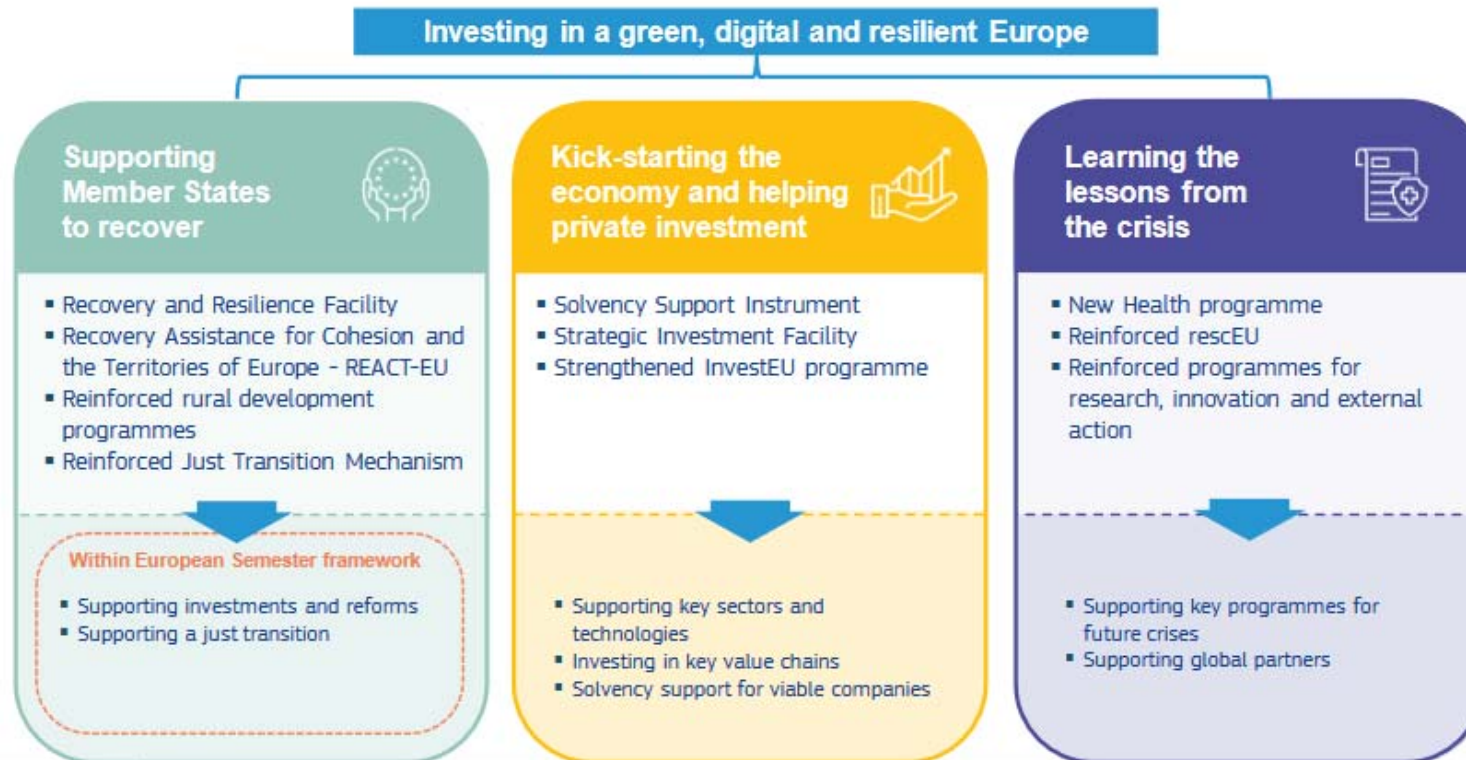 Investing in a green, digital and resilient Europe
Supporting
Member States
to recover
▪ Recovery and Resilience Facility
▪ Recovery Assistance for Cohesion and
the Territories of Europe - REACT-EU
▪ Reinforced rural development
programmes
▪ Reinforced Just Transition Mechanism
Within European Semester framework
▪ Supporting investments and reforms
▪ Supporting a just transition
Kick-starting the
economy and helping
private investment
▪ Solvency Support Instrument
▪ Strategic Investment Facility
▪ Strengthened InvestEU programme
▪ Supporting key sectors and
technologies
▪ Investing in key value chains
▪ Solvency support for viable companies
Learning the
lessons from
the crisis
▪ New Health programme
▪ Reinforced rescEU
▪ Reinforced programmes for
research, innovation and external
action
▪ Supporting key programmes for
future crises
▪ Supporting global partners